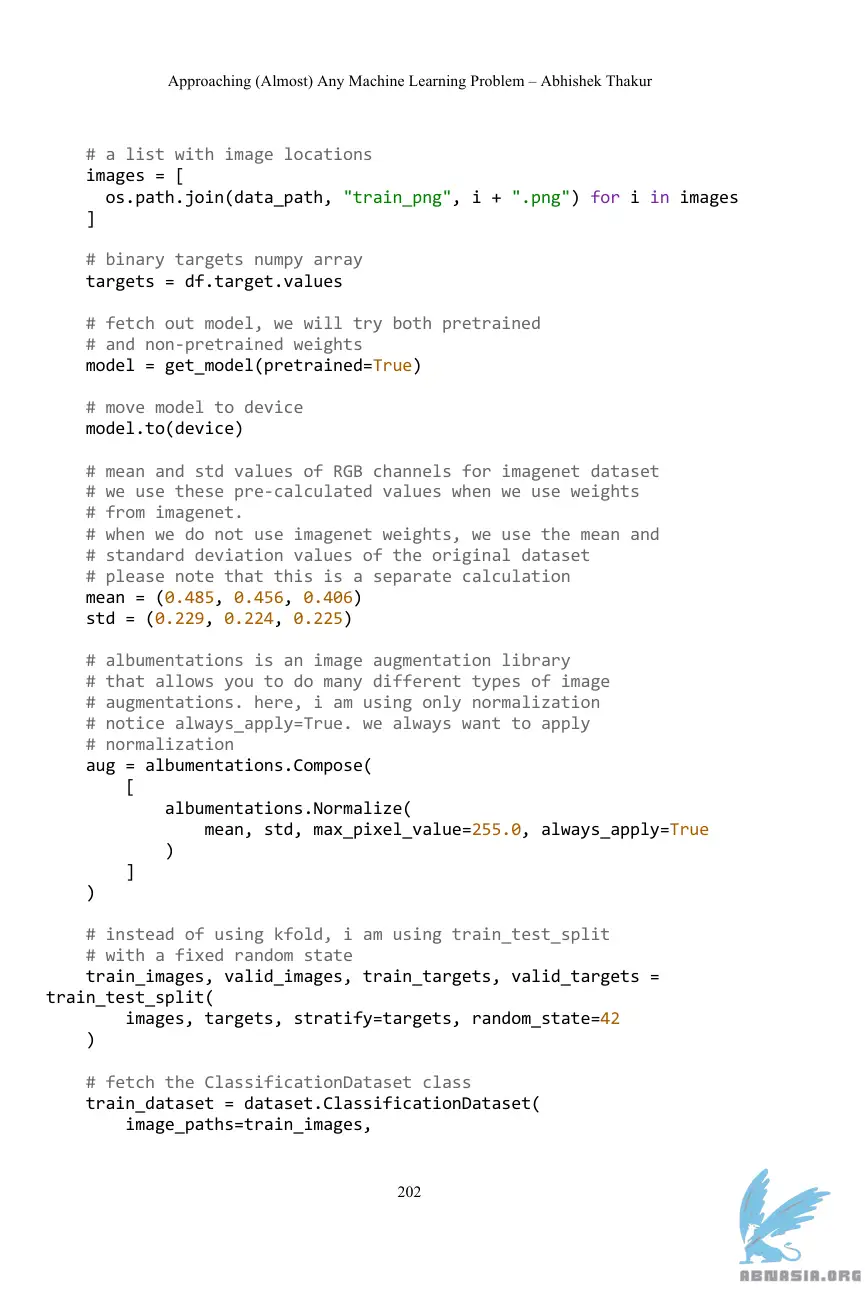 Approaching (Almost) Any Machine Learning Problem – Abhishek Thakur
    # a list with image locations
    images = [
      os.path.join(data_path, "train_png", i + ".png") for i in images
    ]
    # binary targets numpy array
    targets = df.target.values
    # fetch out model, we will try both pretrained
    # and non-pretrained weights
    model = get_model(pretrained=True)
    # move model to device
    model.to(device)
    # mean and std values of RGB channels for imagenet dataset
    # we use these pre-calculated values when we use weights
    # from imagenet.
    # when we do not use imagenet weights, we use the mean and
    # standard deviation values of the original dataset
    # please note that this is a separate calculation
    mean = (0.485, 0.456, 0.406)
    std = (0.229, 0.224, 0.225)
    # albumentations is an image augmentation library
    # that allows you to do many different types of image
    # augmentations. here, i am using only normalization
    # notice always_apply=True. we always want to apply
    # normalization
    aug = albumentations.Compose(
        [
            albumentations.Normalize(
                mean, std, max_pixel_value=255.0, always_apply=True
            )
        ]
    )
    # instead of using kfold, i am using train_test_split
    # with a fixed random state
    train_images, valid_images, train_targets, valid_targets =
train_test_split(
        images, targets, stratify=targets, random_state=42
    )
    # fetch the ClassificationDataset class
    train_dataset = dataset.ClassificationDataset(
        image_paths=train_images,
202
ABNASIA.ORG